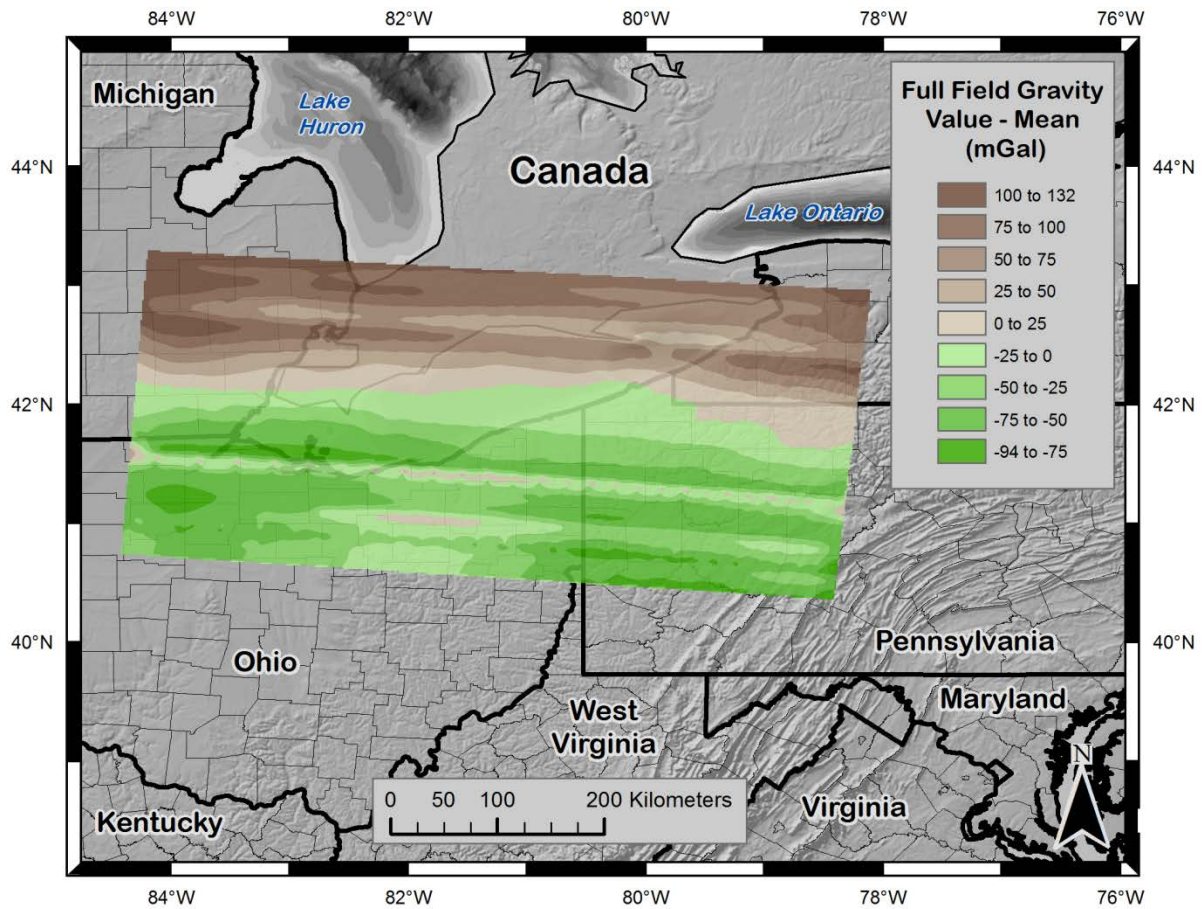 84°W 82°W 80°W 78°W 76°W
Michigan
Lake
Huron
Canada
Lake Ontario
44°N 44°N
Full Field Gravity
Value - Mean
(mGal)
100 to 132
75 to 100
50 to 75
25 to 50
0 to 25
-25 to 0
-50 to -25
-75 to -50
-94 to -75
42°N 42°N
40°N 40°N
Ohio
Pennsylvania
West
Virginia
Maryland
Kentucky
Virginia
N
0 50 100 200 Kilometers
84°W 82°W 80°W 78°W 76°W